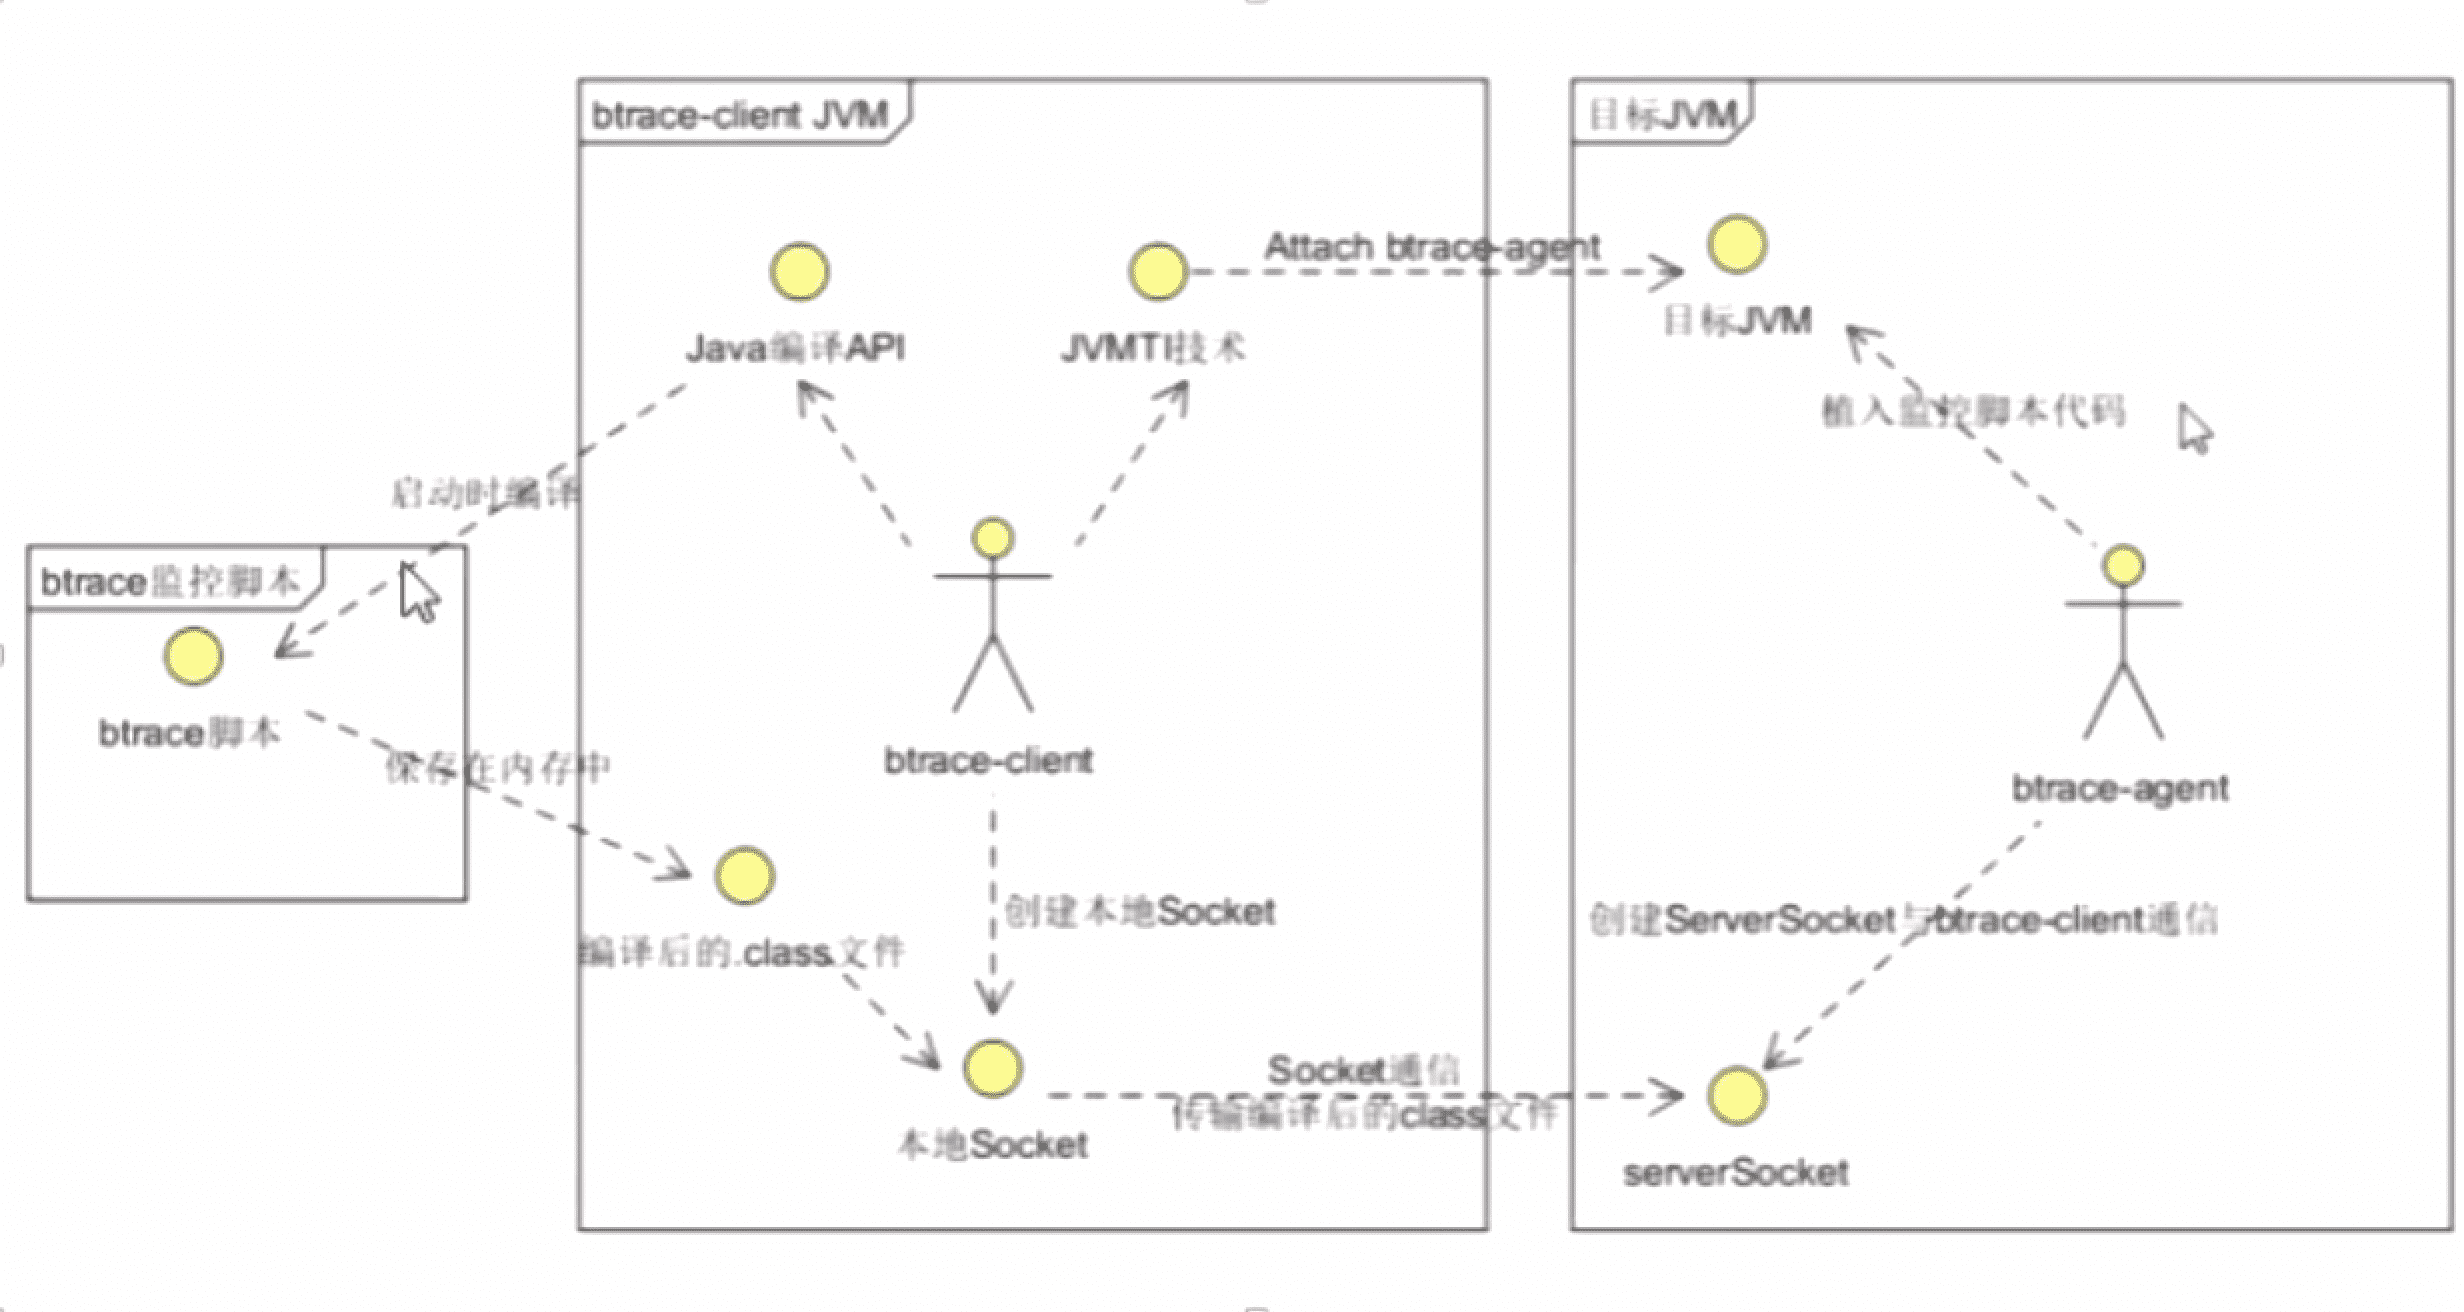 btrace-client JVM
目标JVM
Attach btrace-agent
目标JVM
Java编译API
JVMTI技术
植入监控脚本代码
启动时编译
btrace监控脚本
btrace脚本
保存在内存中
btrace-client
btrace-agent
创建本地Socket
创建ServerSocket与btrace-client通信
编译后的.class文件
Socket通信
传输编译后的class文件
本地Socket
serverSocket